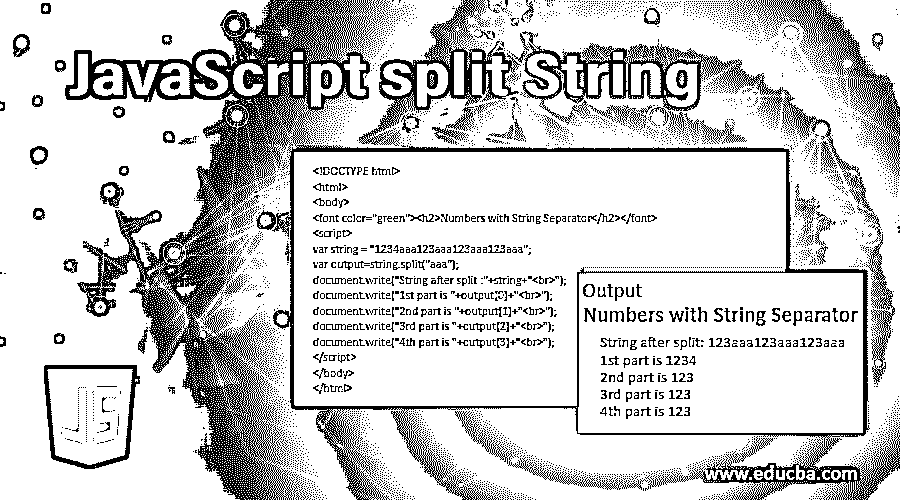 JavaScript split String
<!DOCTYPE html>
<html>
<body>
<font color="green"><h2>Numbers with String Separator</h2></font>
<script>
var string = "1234aaa123aaa123aaa123aaa";
var output=string.split("aaa");
document.write("String after split :"+string+"<br>");
document.write("1st part is "+output[0]+"<br>");
document.write("2nd part is "+output[1]+"<br>");
document.write("3rd part is "+output[2]+"<br>");
document.write("4th part is "+output[3]+"<br>");
</script>
</body>
</html>
Output
Numbers with String Separator
String after split: 123aaa123aaa123aaa
1st part is 1234
2nd part is 123
3rd part is 123
4th part is 123
JS
www.educba.com